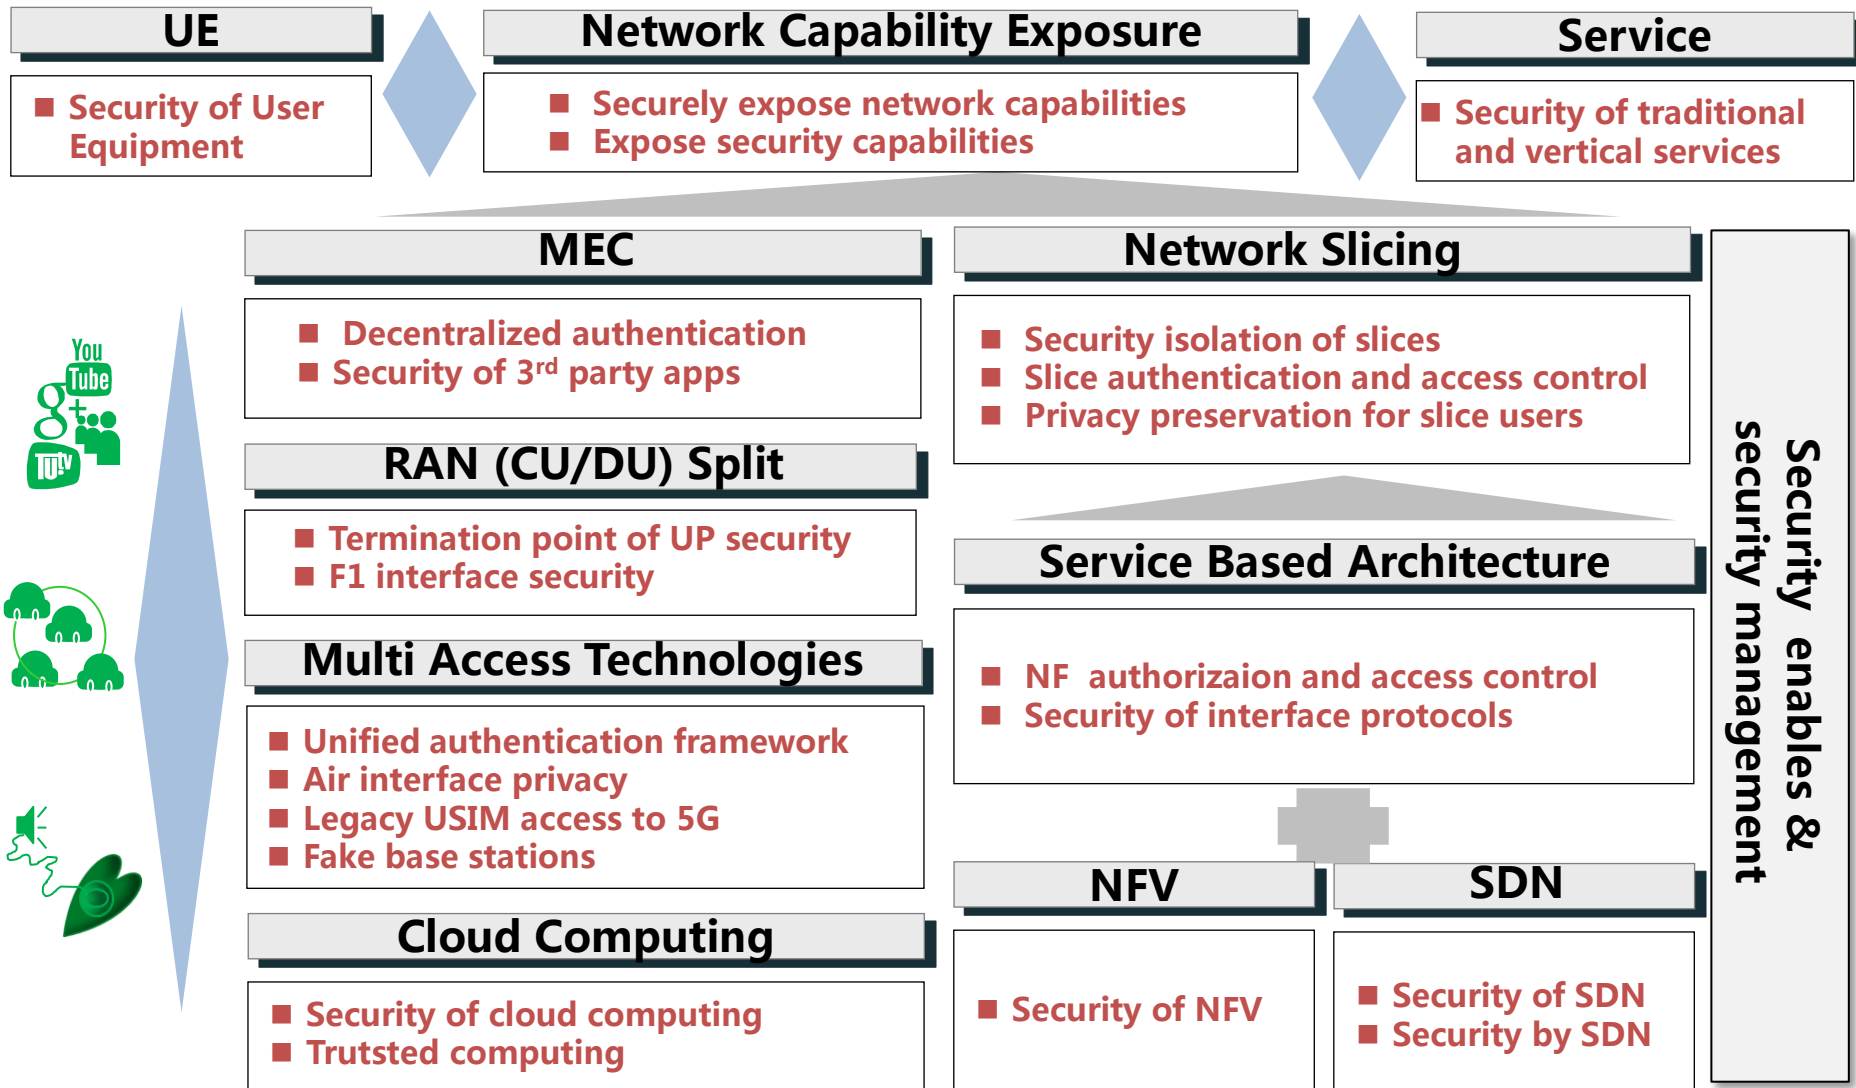 UE
Security of User
Equipment
Network Capability Exposure
Securely expose network capabilities
Expose security capabilities
Service
Security of traditional
and vertical services
You
Tube
g+
TU!tv
MEC
Decentralized authentication
Security of 3rd party apps
RAN (CU/DU) Split
Termination point of UP security
F1 interface security
Multi Access Technologies
Unified authentication framework
Air interface privacy
Legacy USIM access to 5G
Fake base stations
Cloud Computing
Security of cloud computing
Trutsted computing
Network Slicing
Security isolation of slices
Slice authentication and access control
Privacy preservation for slice users
Service Based Architecture
NF authorizaion and access control
Security of interface protocols
NFV
Security of NFV
SDN
Security of SDN
Security by SDN
Security enables &
security management